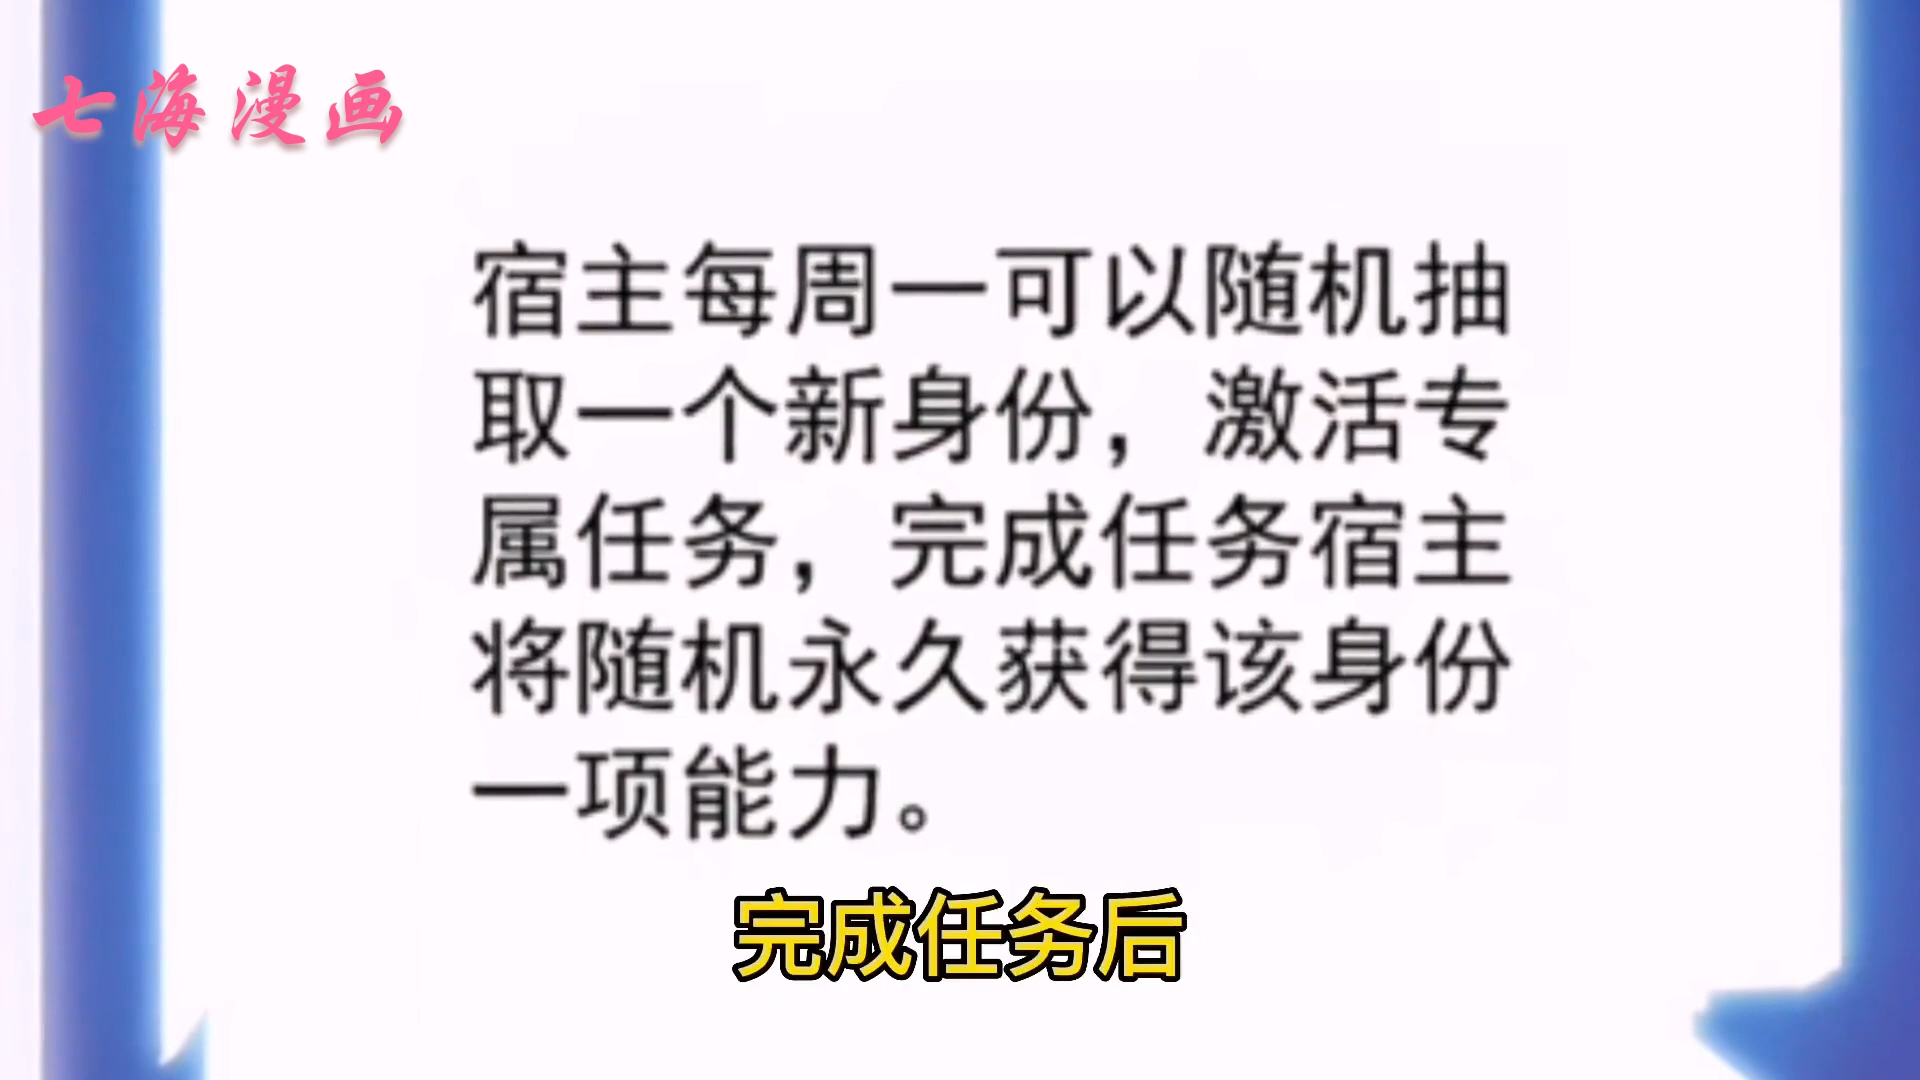 七海漫画
宿主每周一可以随机抽
取一个新身份，激活专
属任务，完成任务宿主
将随机永久获得该身份
一项能力。
完成任务后